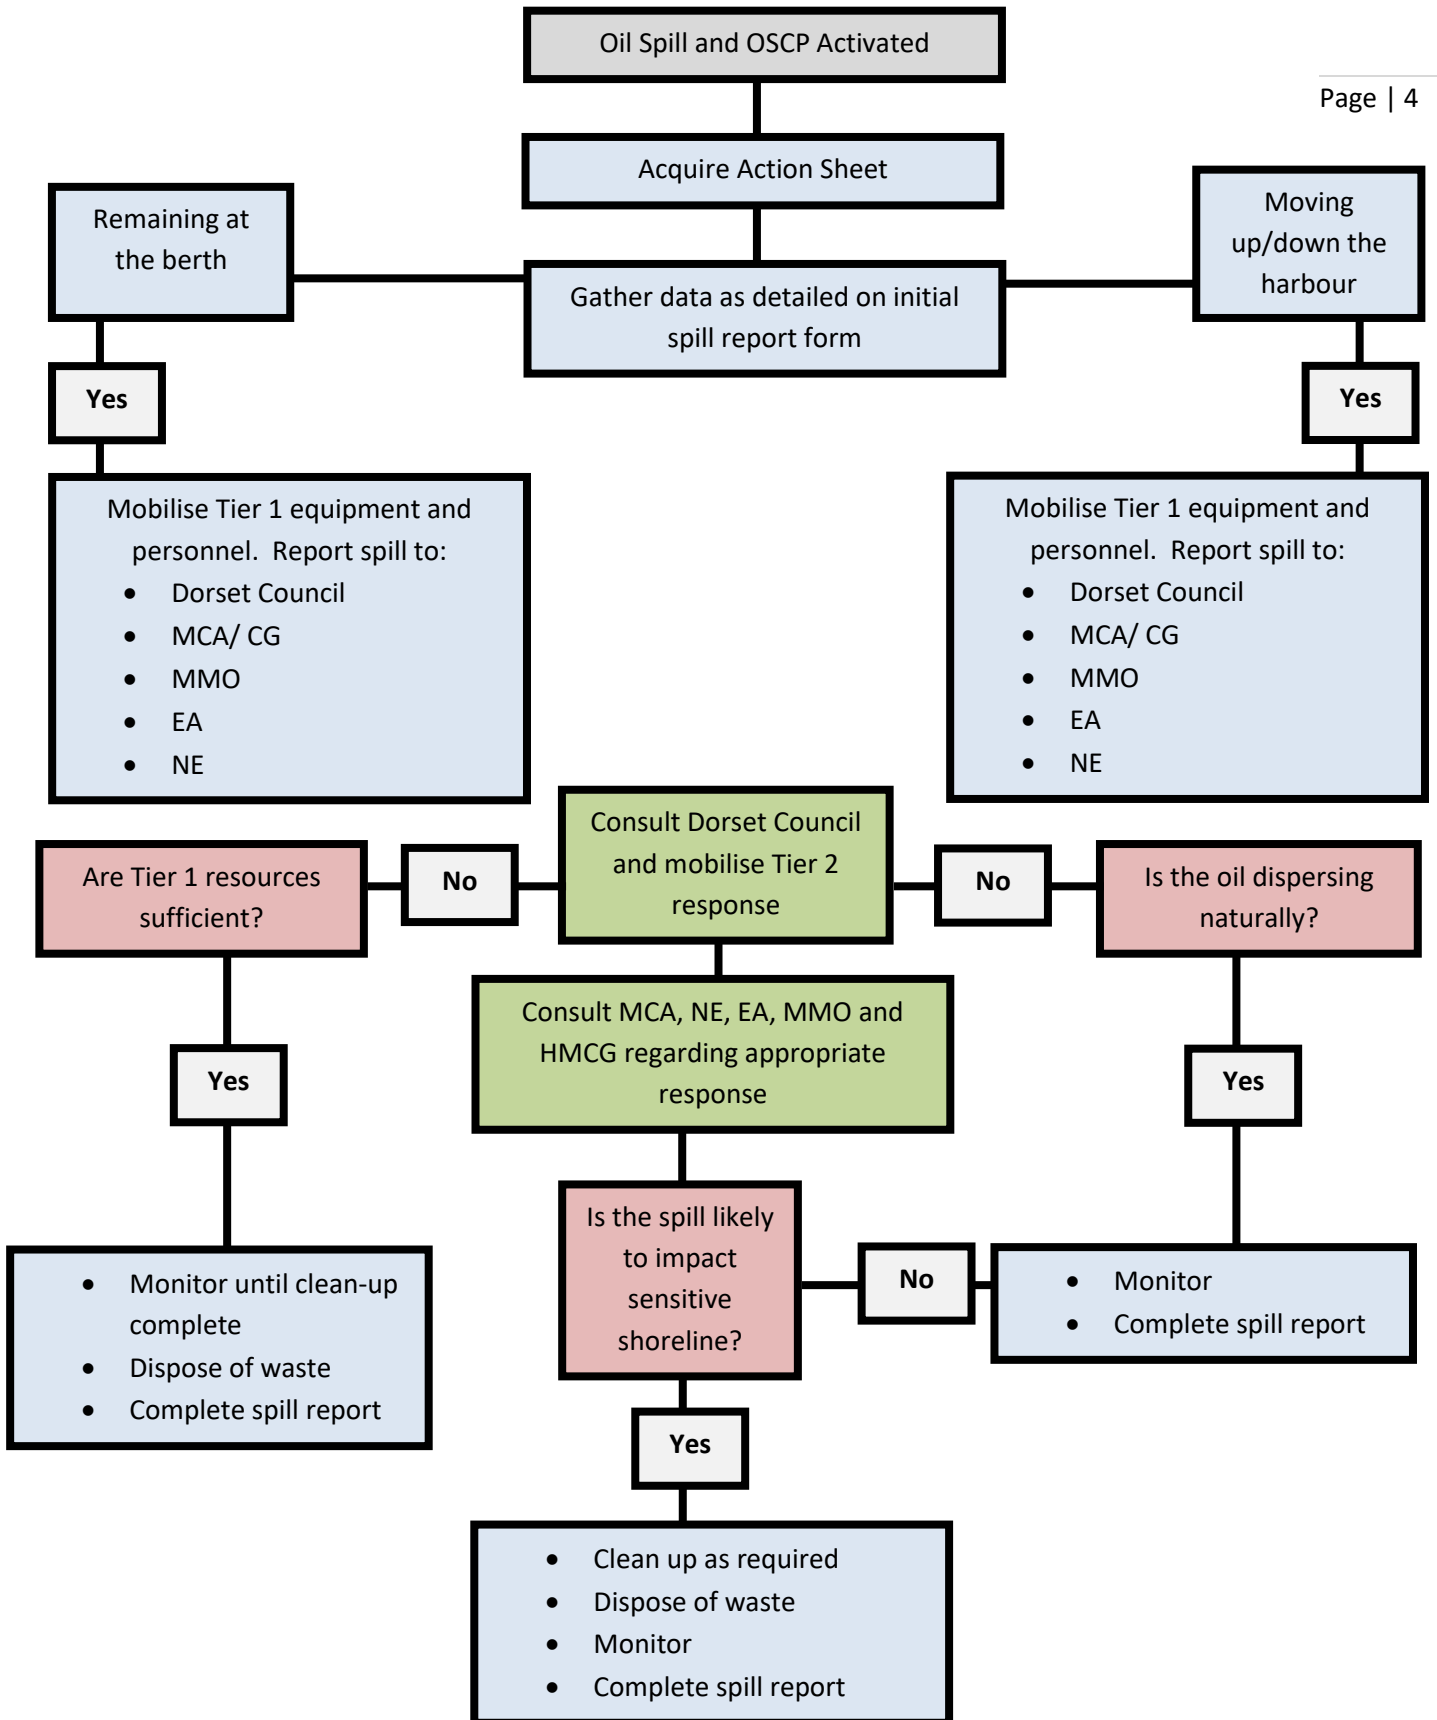 Page | 4
Oil Spill and OSCP Activated
Acquire Action Sheet
Remaining at
the berth
Gather data as detailed on initial
spill report form
Moving
up/down the
harbour
Yes
Yes
Mobilise Tier 1 equipment and
personnel. Report spill to:
• Dorset Council
• MCA/ CG
• MMO
• EA
• NE
Mobilise Tier 1 equipment and
personnel. Report spill to:
• Dorset Council
• MCA/ CG
• MMO
• EA
• NE
Are Tier 1 resources
sufficient?
No
Consult Dorset Council
and mobilise Tier 2
response
No
Is the oil dispersing
naturally?
Consult MCA, NE, EA, MMO and
HMCG regarding appropriate
response
Yes
Yes
Is the spill likely
to impact
sensitive
shoreline?
No
• Monitor until clean-up
complete
• Dispose of waste
• Complete spill report
• Monitor
• Complete spill report
Yes
• Clean up as required
• Dispose of waste
• Monitor
• Complete spill report